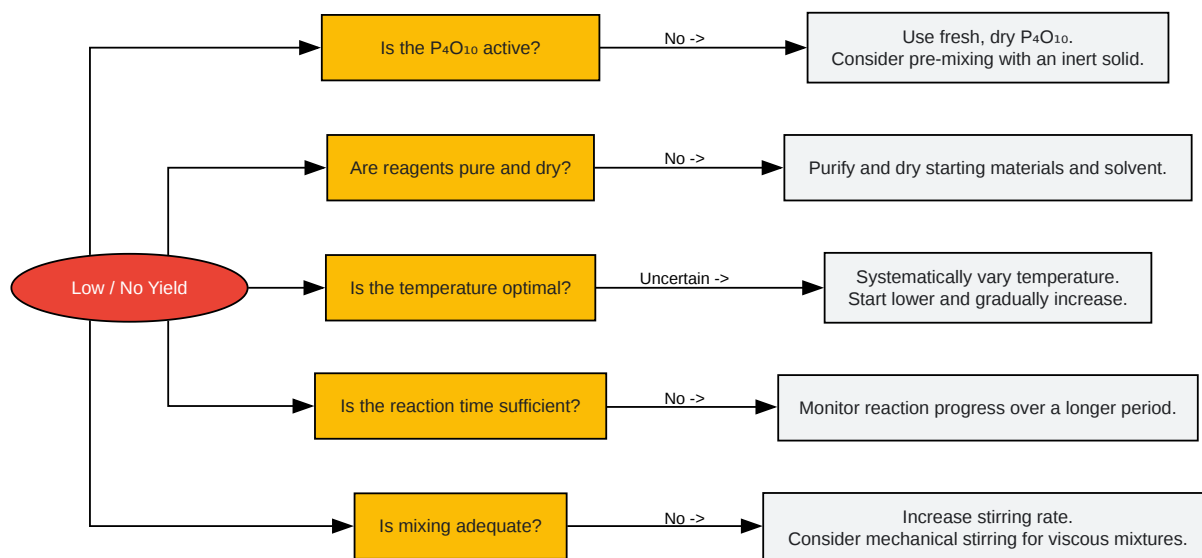 Is the P₄O₁₀ active?
No ->
Use fresh, dry P₄O₁₀.
Consider pre-mixing with an inert solid.
Are reagents pure and dry?
No ->
Purify and dry starting materials and solvent.
Low / No Yield
Is the temperature optimal?
Uncertain ->
Systematically vary temperature.
Start lower and gradually increase.
Is the reaction time sufficient?
No ->
Monitor reaction progress over a longer period.
Is mixing adequate?
No ->
Increase stirring rate.
Consider mechanical stirring for viscous mixtures.